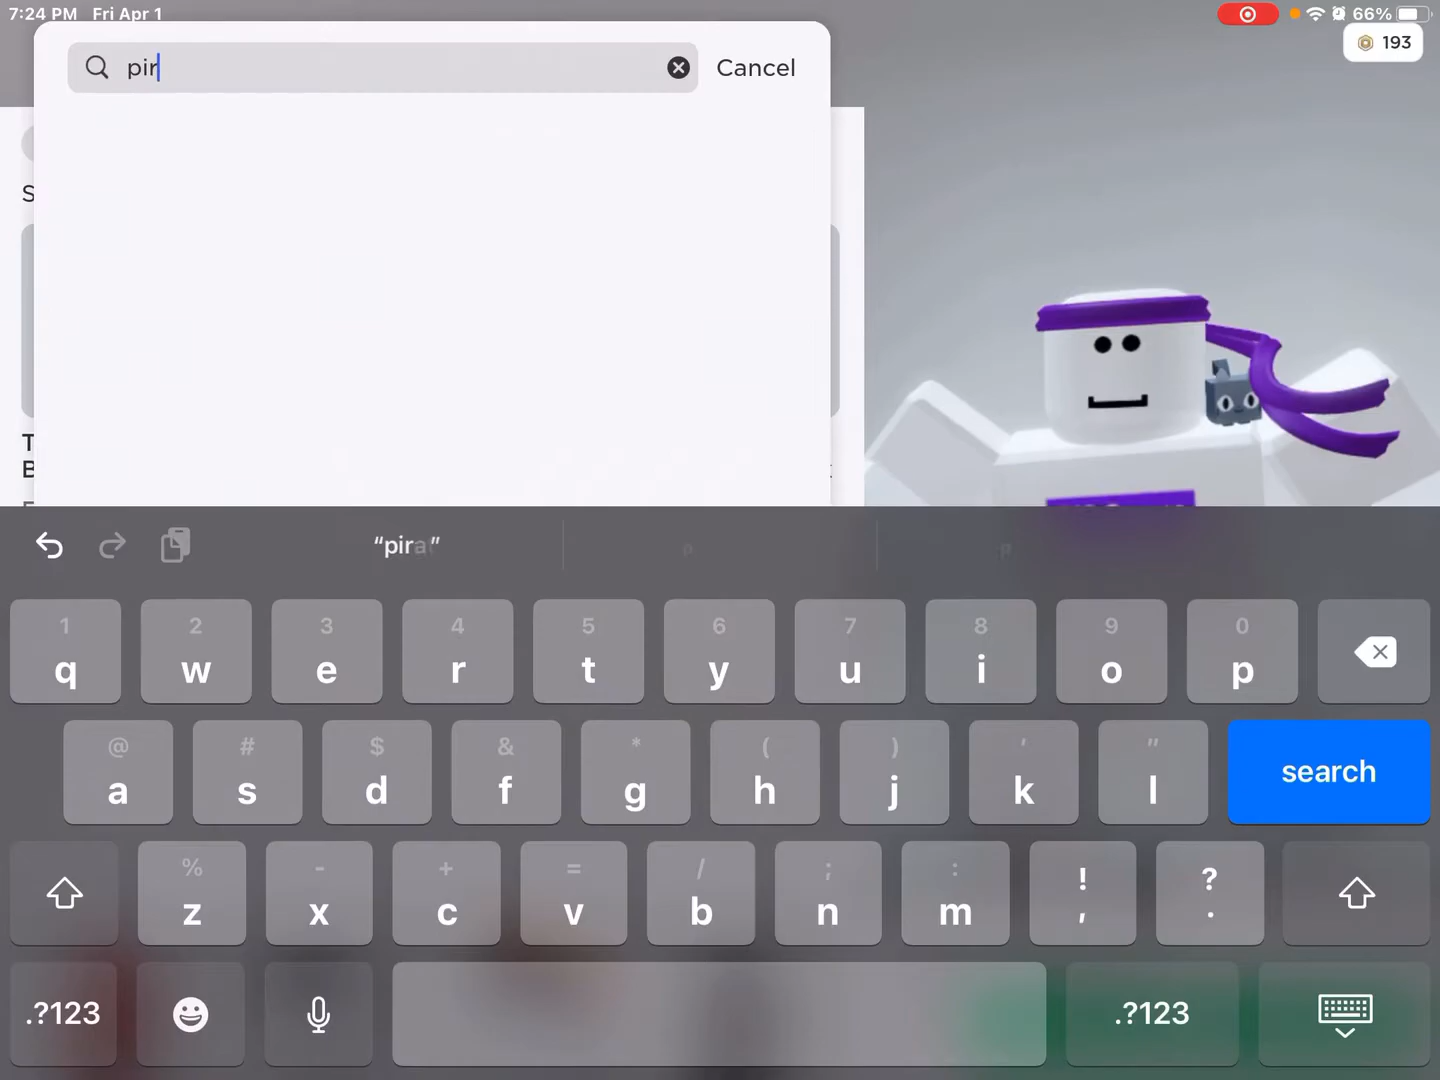 7:24 PM Fri Apr 1
66%
193
pir
Cancel
S
T
B
“pirat”
1 2 3 4 5 6 7 8 9 0
q w e r t y u i o p
@ # $ & * ( ) ' "
a s d f g h j k l
search
% - + = / ; : ! ?
z x c v b n m , .
.?123
.?123